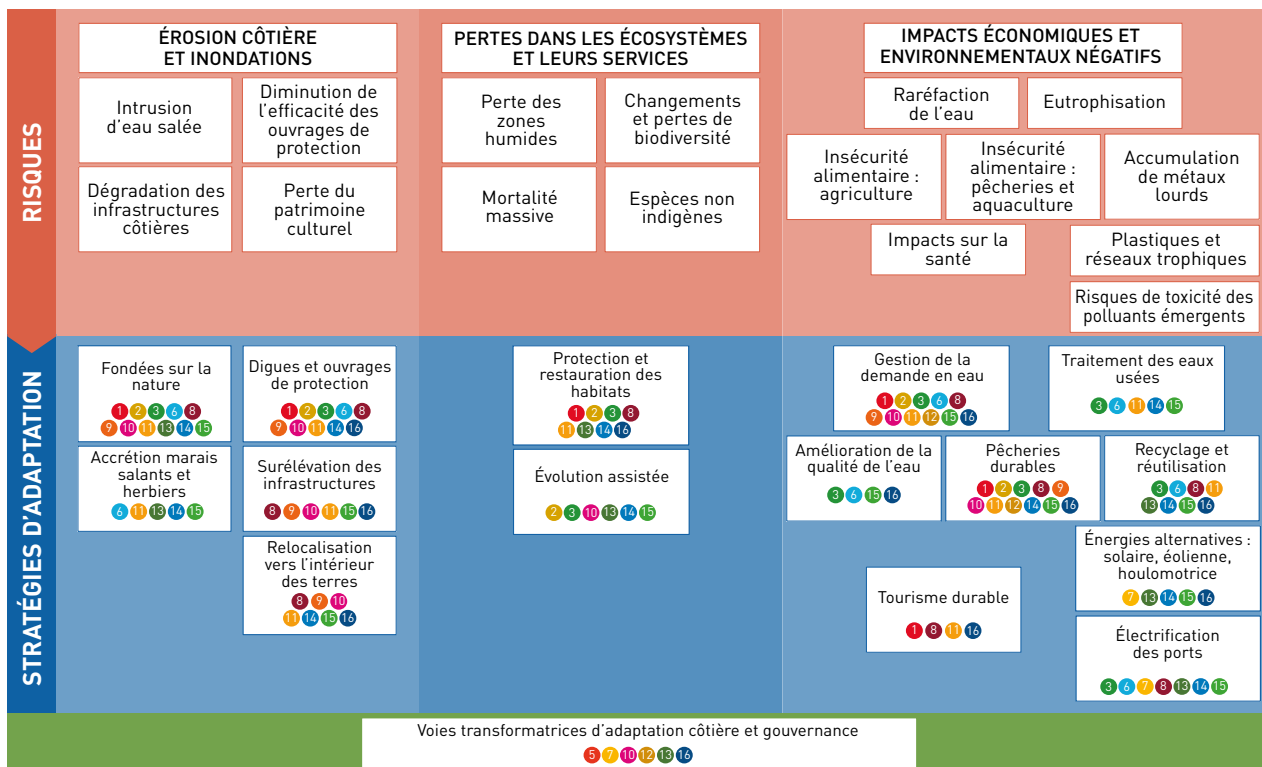 RISQUES
ÉROSION CÔTIÈRE
ET INONDATIONS
Intrusion
d'eau salée
Diminution de
l'efficacité des
ouvrages de
protection
Dégradation des
infrastructures
côtières
Perte du
patrimoine
culturel
PERTES DANS LES ÉCOSYSTÈMES
ET LEURS SERVICES
Perte des
zones
humides
Changements
et pertes de
biodiversité
Mortalité
massive
Espèces non
indigènes
IMPACTS ÉCONOMIQUES ET
ENVIRONNEMENTAUX NÉGATIFS
Raréfaction
de l'eau
Eutrophisation
Insécurité
alimentaire :
agriculture
Insécurité
alimentaire :
pêcheries et
aquaculture
Accumulation
de métaux
lourds
Impacts sur la
santé
Plastiques et
réseaux trophiques
Risques de toxicité des
polluants émergents
STRATÉGIES D'ADAPTATION
Fondées sur la
nature
1 2 3 6 8
9 10 11 13 14 15
Digues et ouvrages
de protection
1 2 3 6 8
9 10 11 14 16
Accrétion marais
salants et
herbiers
6 11 13 14 15
Surélévation des
infrastructures
8 9 10 11 15 16
Relocalisation
vers l'intérieur
des terres
8 9 10
11 14 15 16
Protection et
restauration des
habitats
1 2 3 8
11 13 14 16
Évolution assistée
2 3 10 13 14 15
Gestion de la
demande en eau
1 2 3 6 8
9 10 11 12 15 16
Traitement des eaux
usées
3 6 11 14 15
Amélioration de la
qualité de l'eau
3 6 15 16
Pêcheries
durables
1 2 3 8 9
10 11 12 14 15 16
Recyclage et
réutilisation
3 6 8 11
13 14 15 16
Énergies alternatives :
solaire, éolienne,
houlomotrice
7 13 14 15 16
Tourisme durable
1 8 11 16
Électrification
des ports
3 6 7 8 13 14 15
Voies transformatrices d'adaptation côtière et gouvernance
5 7 10 12 13 16